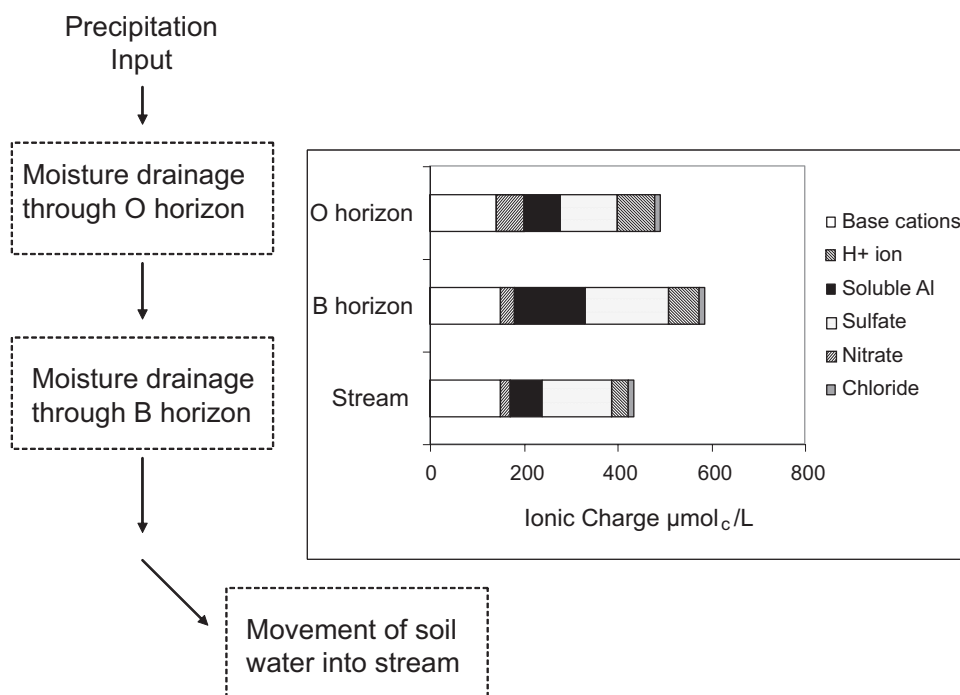 Precipitation
Input
Moisture drainage
through O horizon
Moisture drainage
through B horizon
Movement of soil
water into stream
O horizon
B horizon
Stream
0 200 400 600 800
Ionic Charge µmolc/L
Base cations
H+ ion
Soluble Al
Sulfate
Nitrate
Chloride